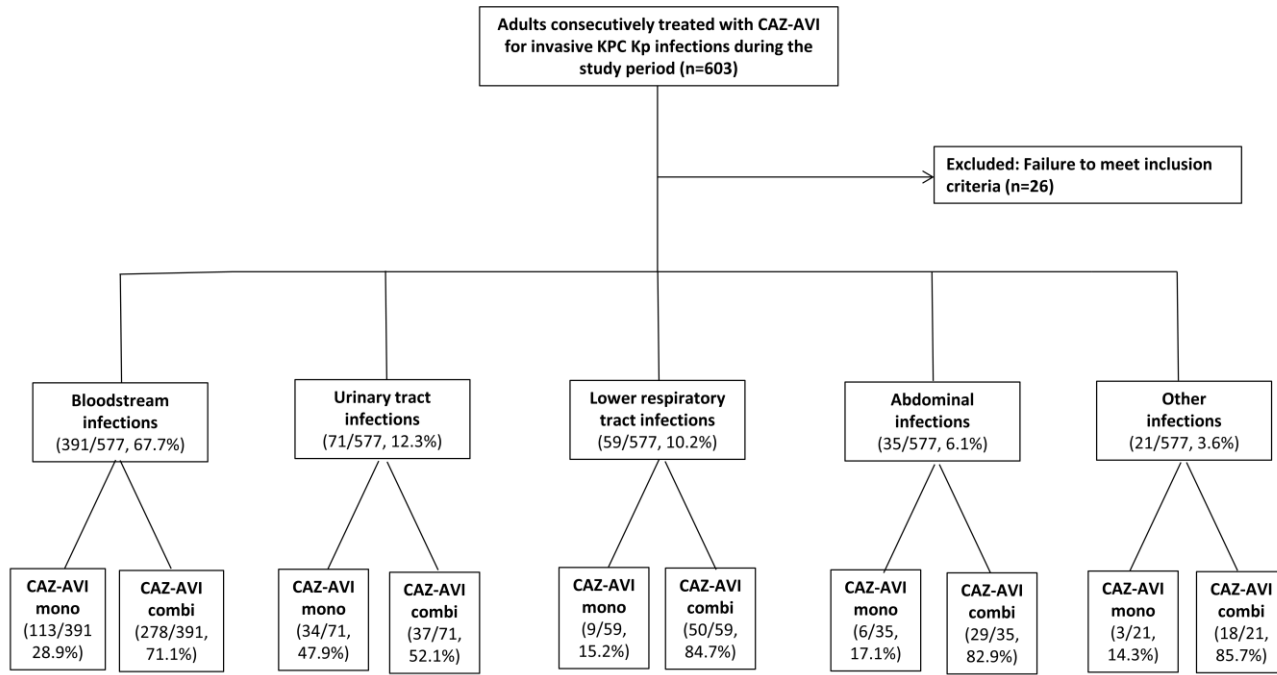 Adults consecutively treated with CAZ-AVI
for invasive KPC Kp infections during the
study period (n=603)
Excluded: Failure to meet inclusion
criteria (n=26)
Bloodstream
infections
(391/577, 67.7%)
Urinary tract
infections
(71/577, 12.3%)
Lower respiratory
tract infections
(59/577, 10.2%)
Abdominal
infections
(35/577, 6.1%)
Other
infections
(21/577, 3.6%)
CAZ-AVI
mono
(113/391
28.9%)
CAZ-AVI
combi
(278/391,
71.1%)
CAZ-AVI
mono
(34/71,
47.9%)
CAZ-AVI
combi
(37/71,
52.1%)
CAZ-AVI
mono
(9/59,
15.2%)
CAZ-AVI
combi
(50/59,
84.7%)
CAZ-AVI
mono
(6/35,
17.1%)
CAZ-AVI
combi
(29/35,
82.9%)
CAZ-AVI
mono
(3/21,
14.3%)
CAZ-AVI
combi
(18/21,
85.7%)